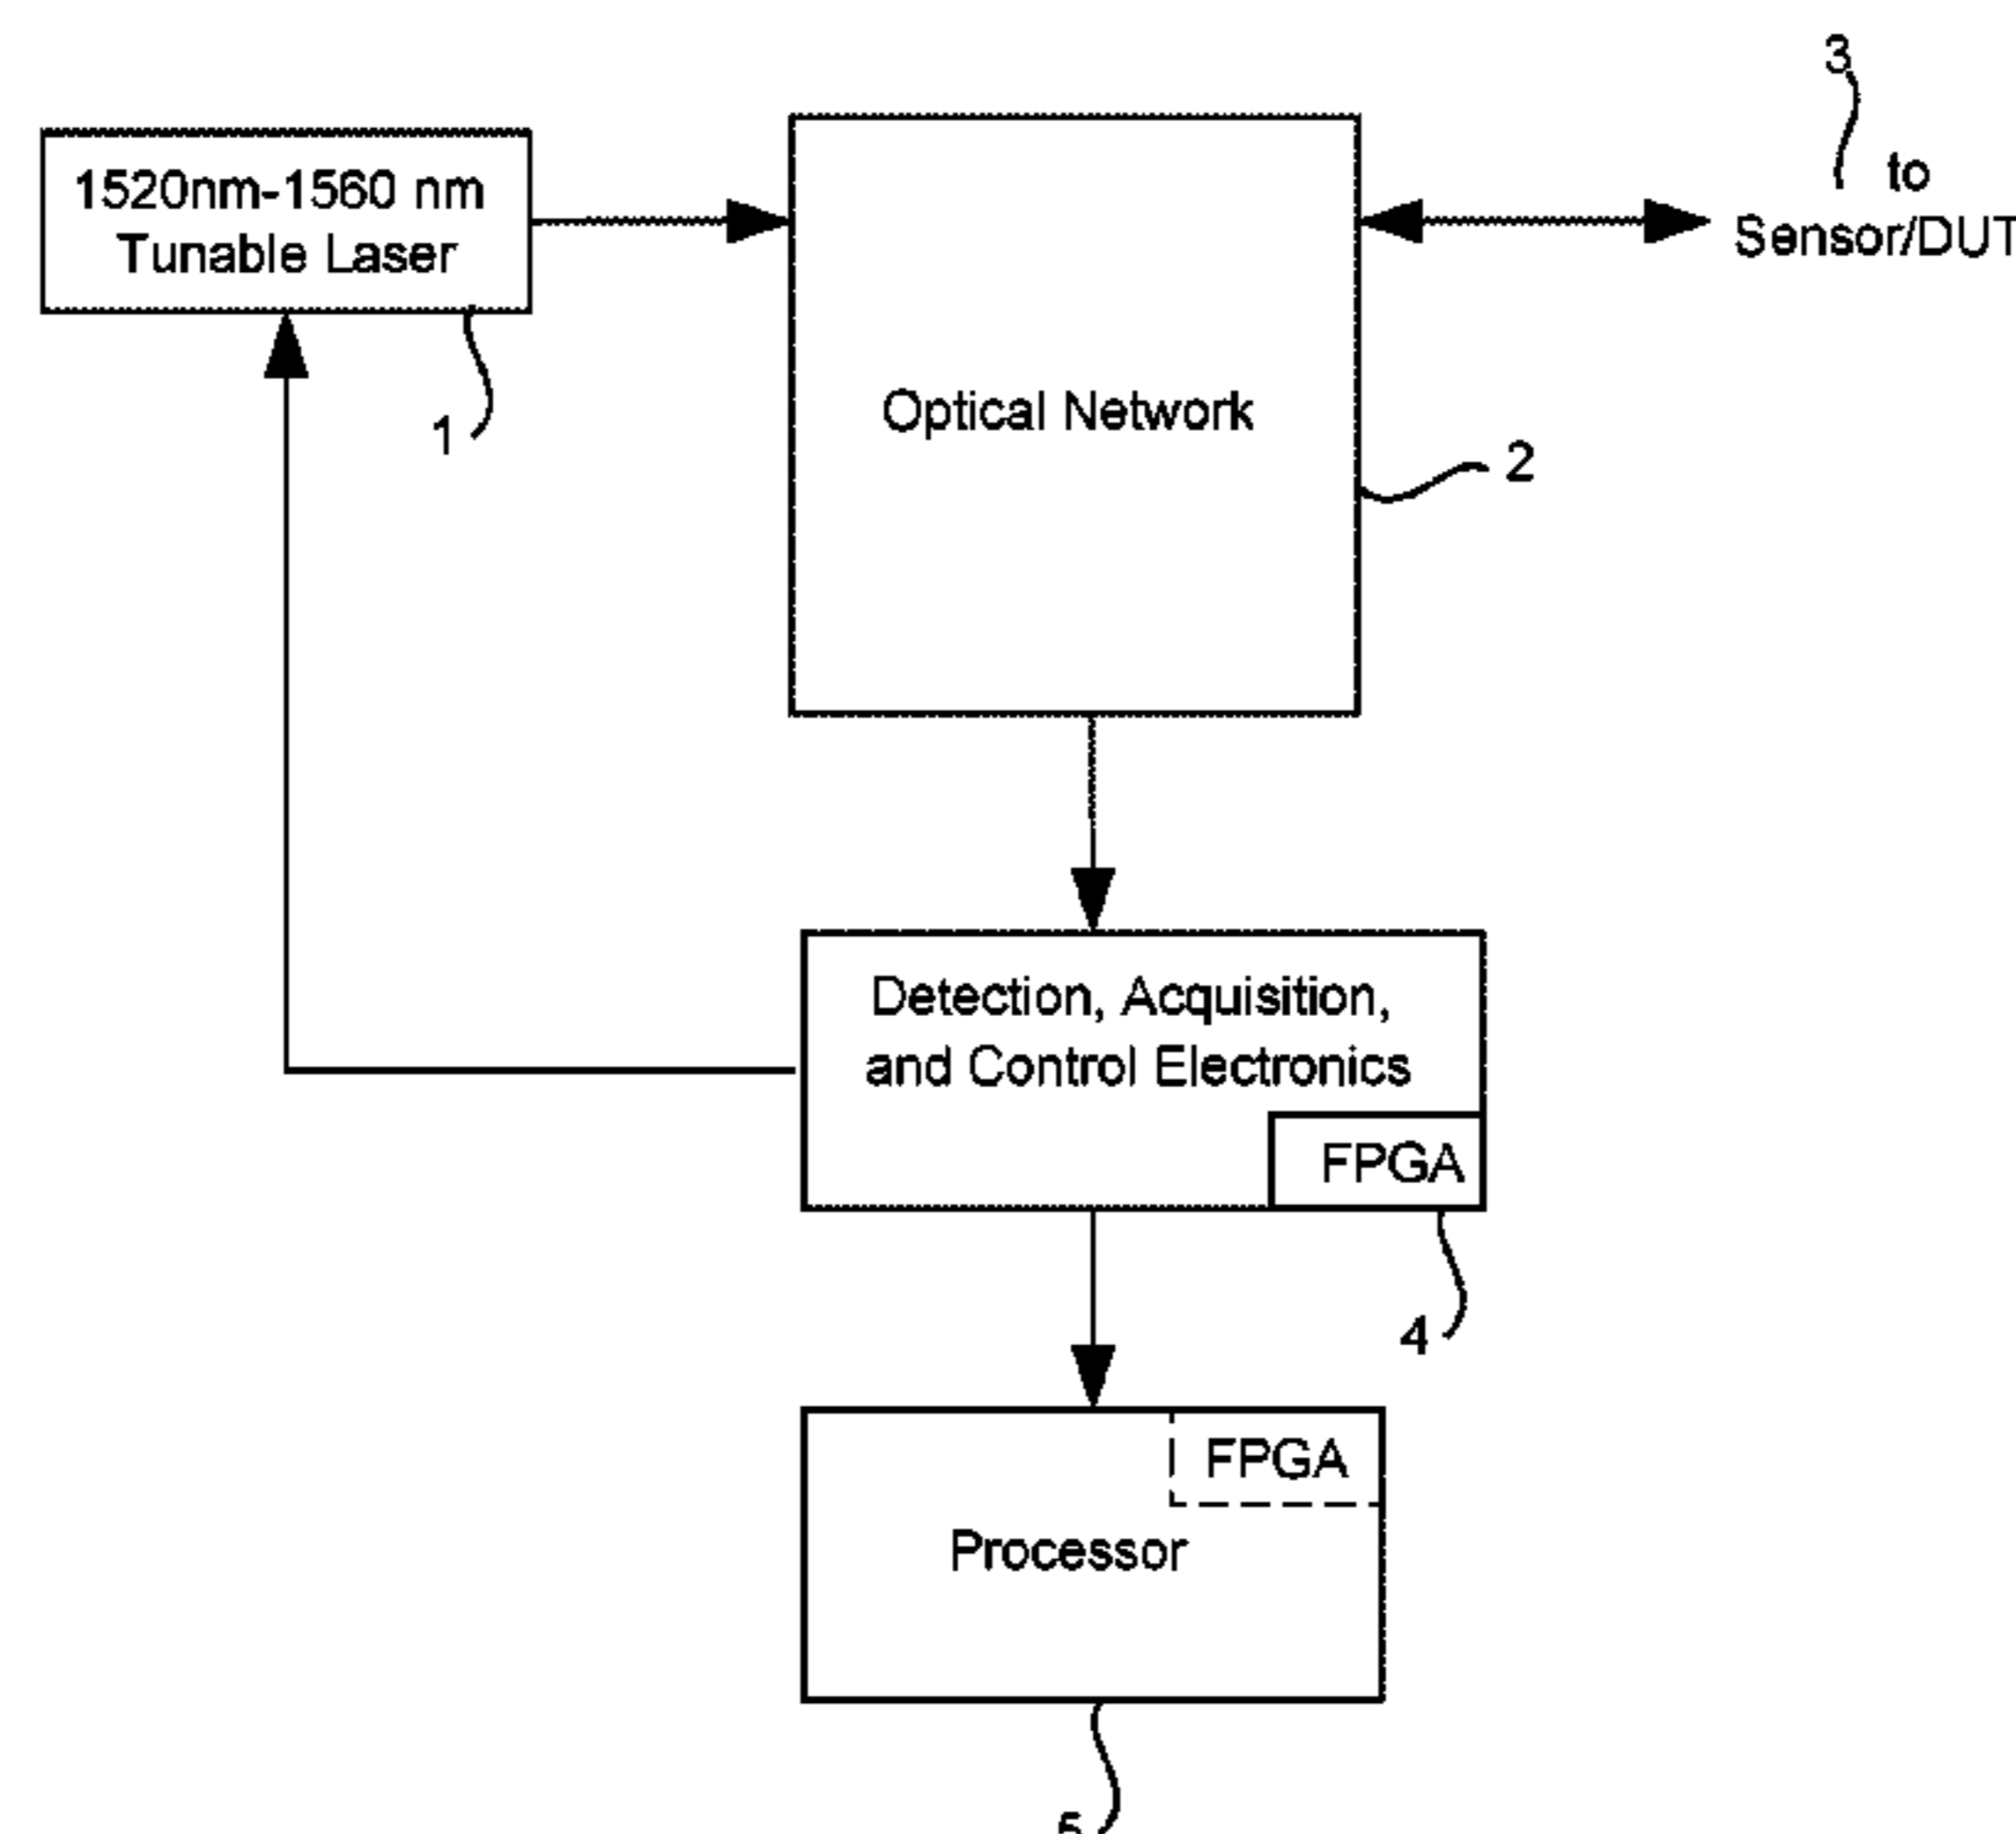 3
to
Sensor/DUT
1520nm-1560 nm
Tunable Laser
1
Optical Network
2
Detection, Acquisition,
and Control Electronics
FPGA
4
FPGA
Processor
5